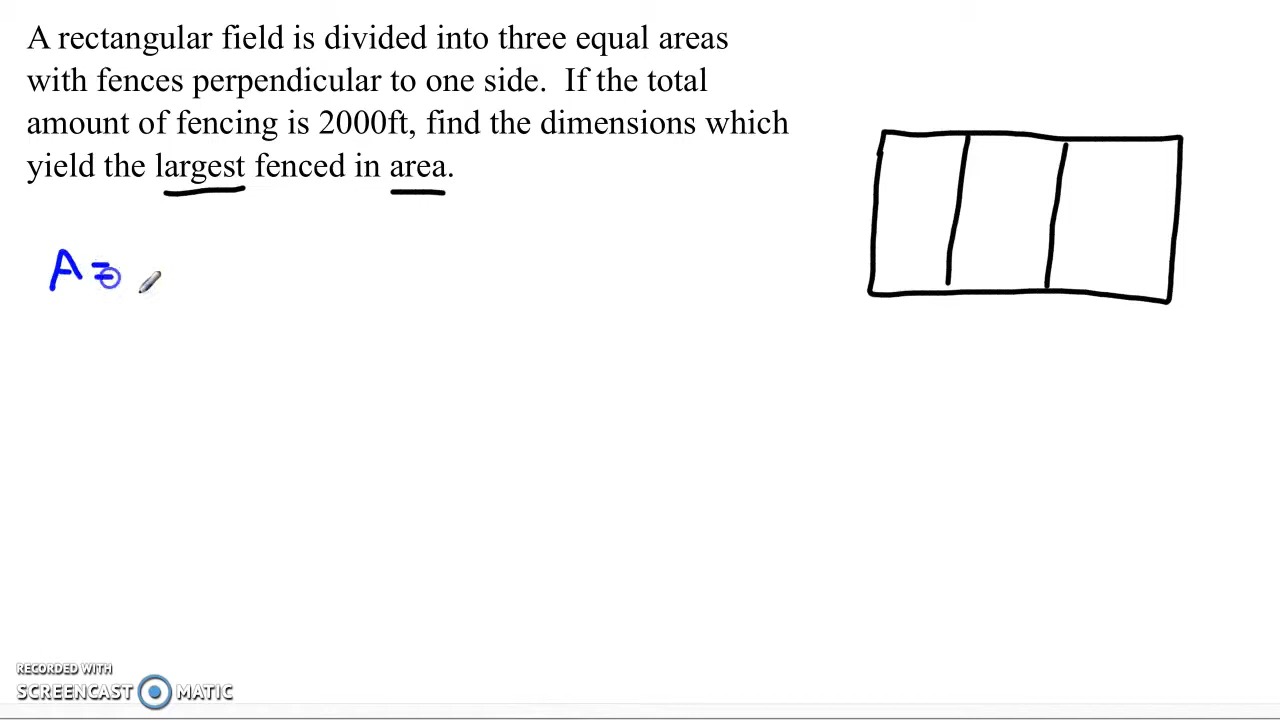 A rectangular field is divided into three equal areas
with fences perpendicular to one side. If the total
amount of fencing is 2000ft, find the dimensions which
yield the largest fenced in area.
A =
RECORDED WITH
SCREENCAST MATIC